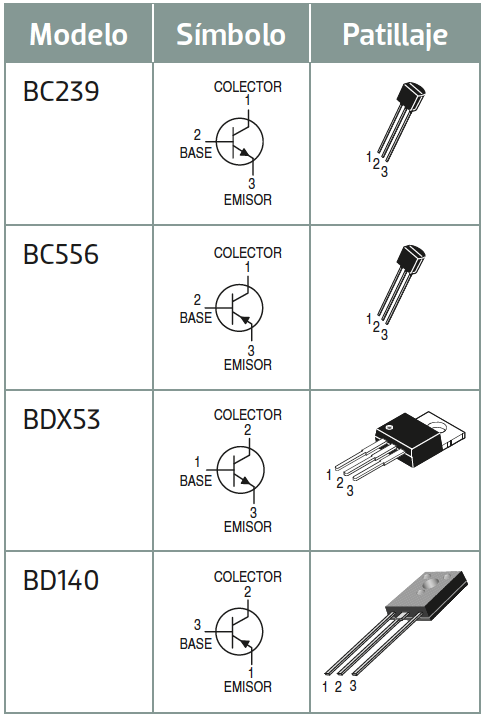 Modelo Símbolo Patillaje
BC239
COLECTOR
1
2
BASE
3
EMISOR
1 2 3
BC556
COLECTOR
1
2
BASE
3
EMISOR
1 2 3
BDX53
COLECTOR
2
1
BASE
3
EMISOR
1 2 3
BD140
COLECTOR
2
3
BASE
1
EMISOR
1 2 3